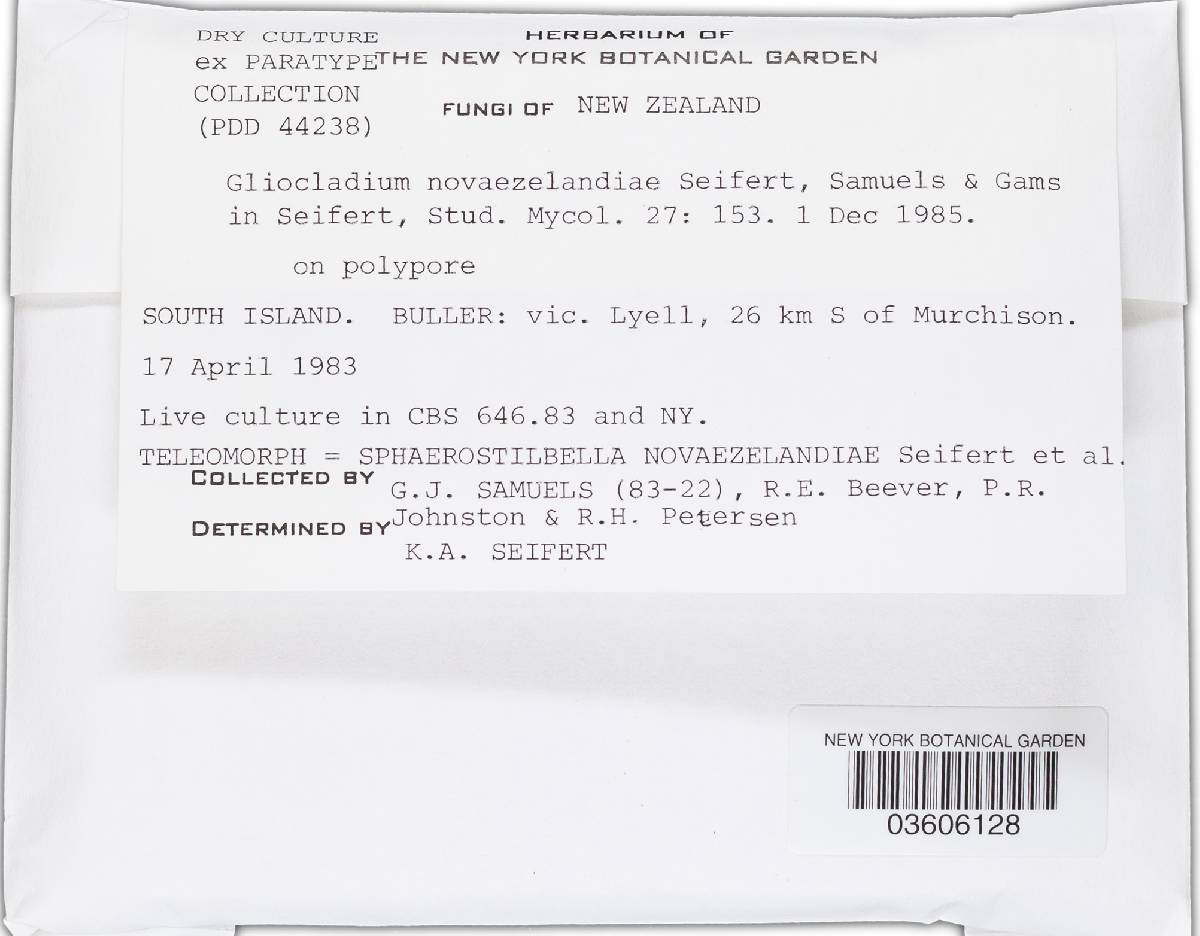 DRY CULTURE
ex PARATYPE
COLLECTION
(PDD 44238)
HERBARIUM OF
THE NEW YORK BOTANICAL GARDEN
FUNGI OF NEW ZEALAND
Gliocladium novaezelandiae Seifert, Samuels & Gams
in Seifert, Stud. Mycol. 27: 153. 1 Dec 1985.
on polypore
SOUTH ISLAND. BULLER: vic. Lyell, 26 km S of Murchison.
17 April 1983
Live culture in CBS 646.83 and NY.
TELEOMORPH = SPHAEROSTILBELLA NOVAEZELANDIAE Seifert et al.
COLLECTED BY G.J. SAMUELS (83-22), R.E. Beever, P.R.
Johnston & R.H. Petersen
DETERMINED BY K.A. SEIFERT
NEW YORK BOTANICAL GARDEN
03606128